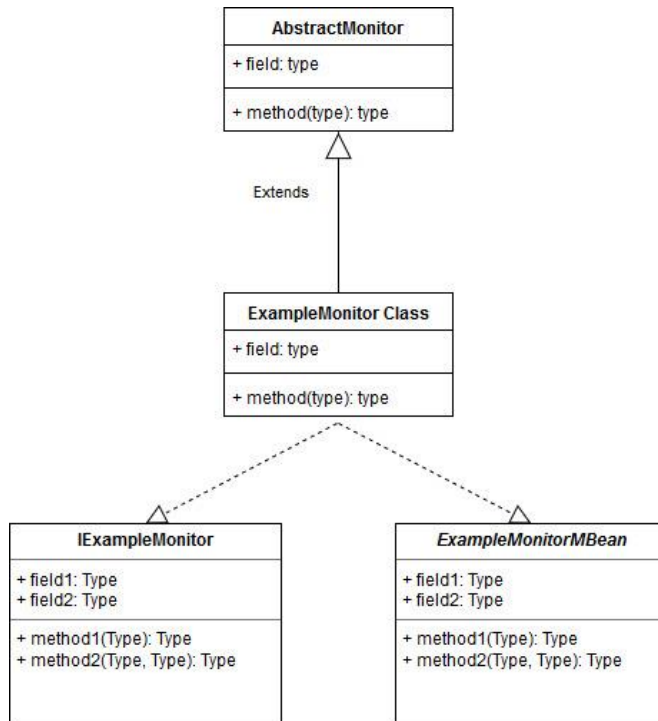 AbstractMonitor
+ field: type
+ method(type): type
Extends
ExampleMonitor Class
+ field: type
+ method(type): type
IExampleMonitor
+ field1: Type
+ field2: Type
+ method1(Type): Type
+ method2(Type, Type): Type
ExampleMonitorMBean
+ field1: Type
+ field2: Type
+ method1(Type): Type
+ method2(Type, Type): Type